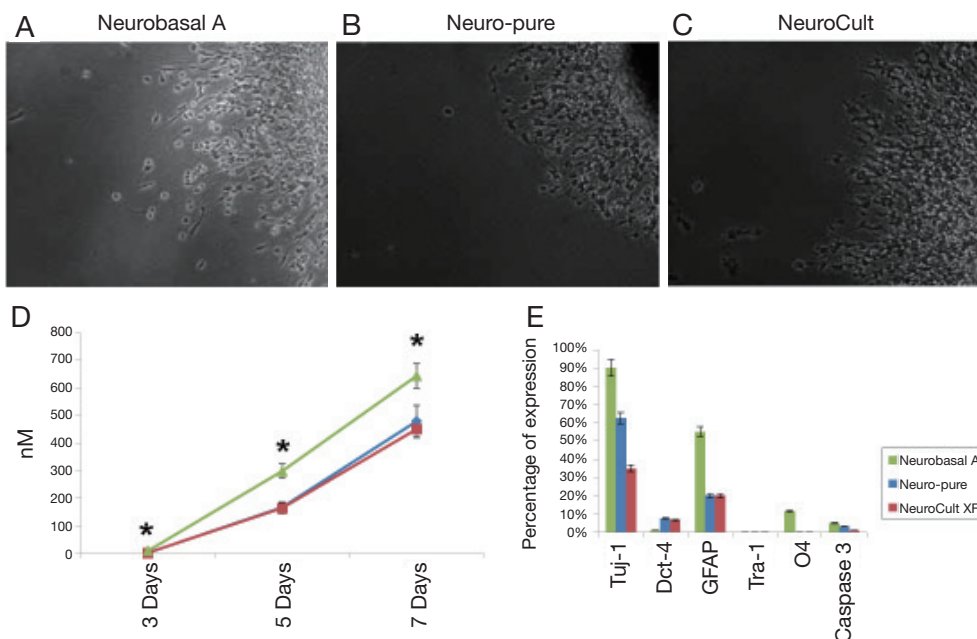 A Neurobasal A
B Neuro-pure
C NeuroCult
D
800
700
600
500
400
300
200
100
0
nM
*
*
*
3 Days
5 Days
7 Days
E
100%
90%
80%
70%
60%
50%
40%
30%
20%
10%
0%
Percentage of expression
Tuj-1
Dct-4
GFAP
Tra-1
O4
Caspase 3
Neurobasal A
Neuro-pure
NeuroCult XF